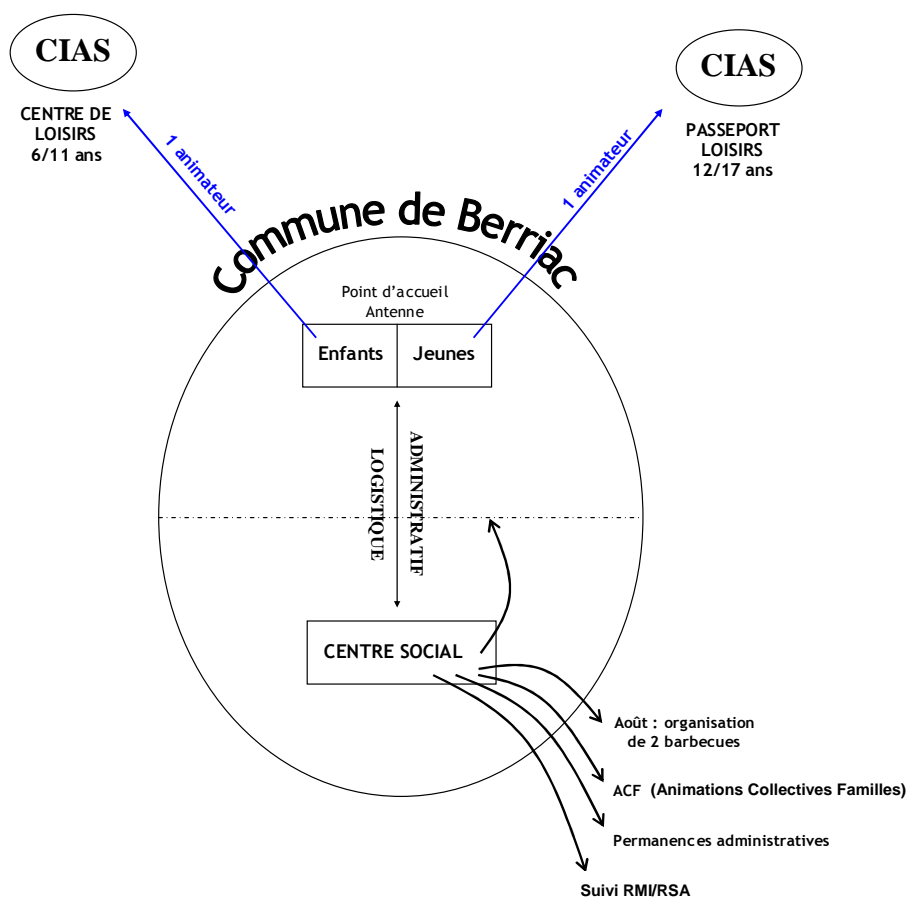 CIAS
CENTRE DE
LOISIRS
6/11 ans
CIAS
PASSEPORT
LOISIRS
12/17 ans
1 animateur
1 animateur
Commune de Berriac
Point d'accueil
Antenne
Enfants
Jeunes
LOGISTIQUE
ADMINISTRATIF
CENTRE SOCIAL
Août : organisation
de 2 barbecues
ACF (Animations Collectives Familles)
Permanences administratives
Suivi RMI/RSA